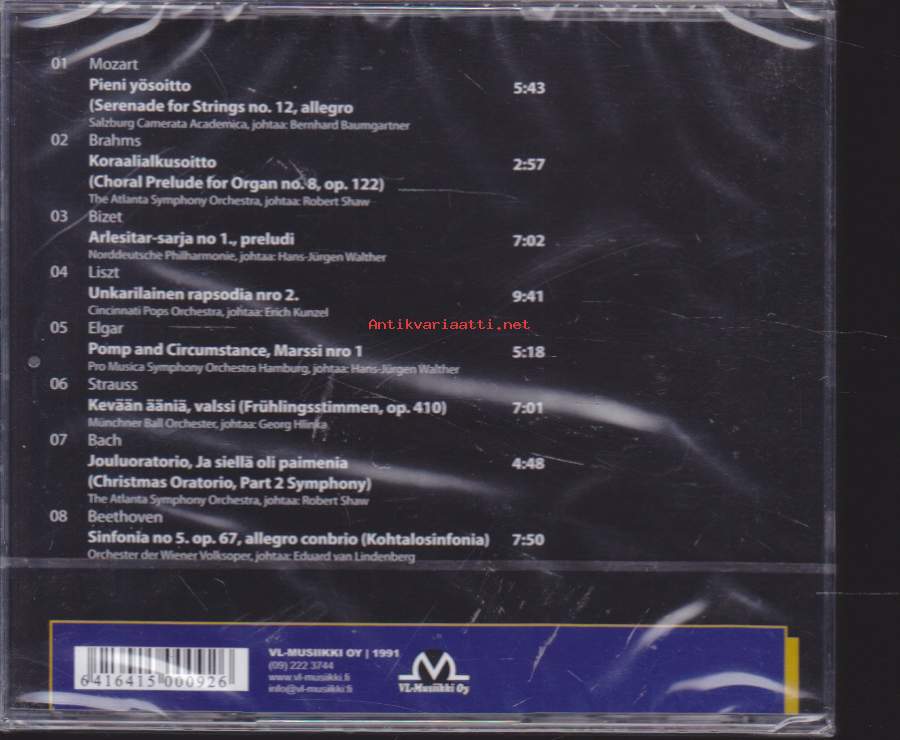 01 Mozart
Pieni yösoitto 5:43
(Serenade for Strings no. 12, allegro
Salzburg Camerata Academica, johtaa: Bernhard Baumgartner
02 Brahms
Koraalialkusoitto 2:57
(Choral Prelude for Organ no. 8, op. 122)
The Atlanta Symphony Orchestra, johtaa: Robert Shaw
03 Bizet
Arlesitar-sarja no 1., preludi 7:02
Norddeutsche Philharmonie, johtaa: Hans-Jürgen Walther
04 Liszt
Unkarilainen rapsodia nro 2. 9:41
Cincinnati Pops Orchestra, johtaa: Erich Kunzel
Antikvariaatti.net
05 Elgar
Pomp and Circumstance, Marssi nro 1 5:18
Pro Musica Symphony Orchestra Hamburg, johtaa: Hans-Jürgen Walther
06 Strauss
Kevään ääniä, valssi (Frühlingsstimmen, op. 410) 7:01
Münchner Ball Orchester, johtaa: Georg Hlinka
07 Bach
Jouluoratorio, Ja siellä oli paimenia 4:48
(Christmas Oratorio, Part 2 Symphony)
The Atlanta Symphony Orchestra, johtaa: Robert Shaw
08 Beethoven
Sinfonia no 5. op. 67, allegro conbrio (Kohtalosinfonia) 7:50
Orchester der Wiener Volksoper, johtaa: Eduard van Lindenberg
VL-MUSIIKKI OY | 1991
(09) 222 3744
www.vl-musiikki.fi
info@vl-musiikki.fi
VL-Musiikki Oy
6 416415 000926